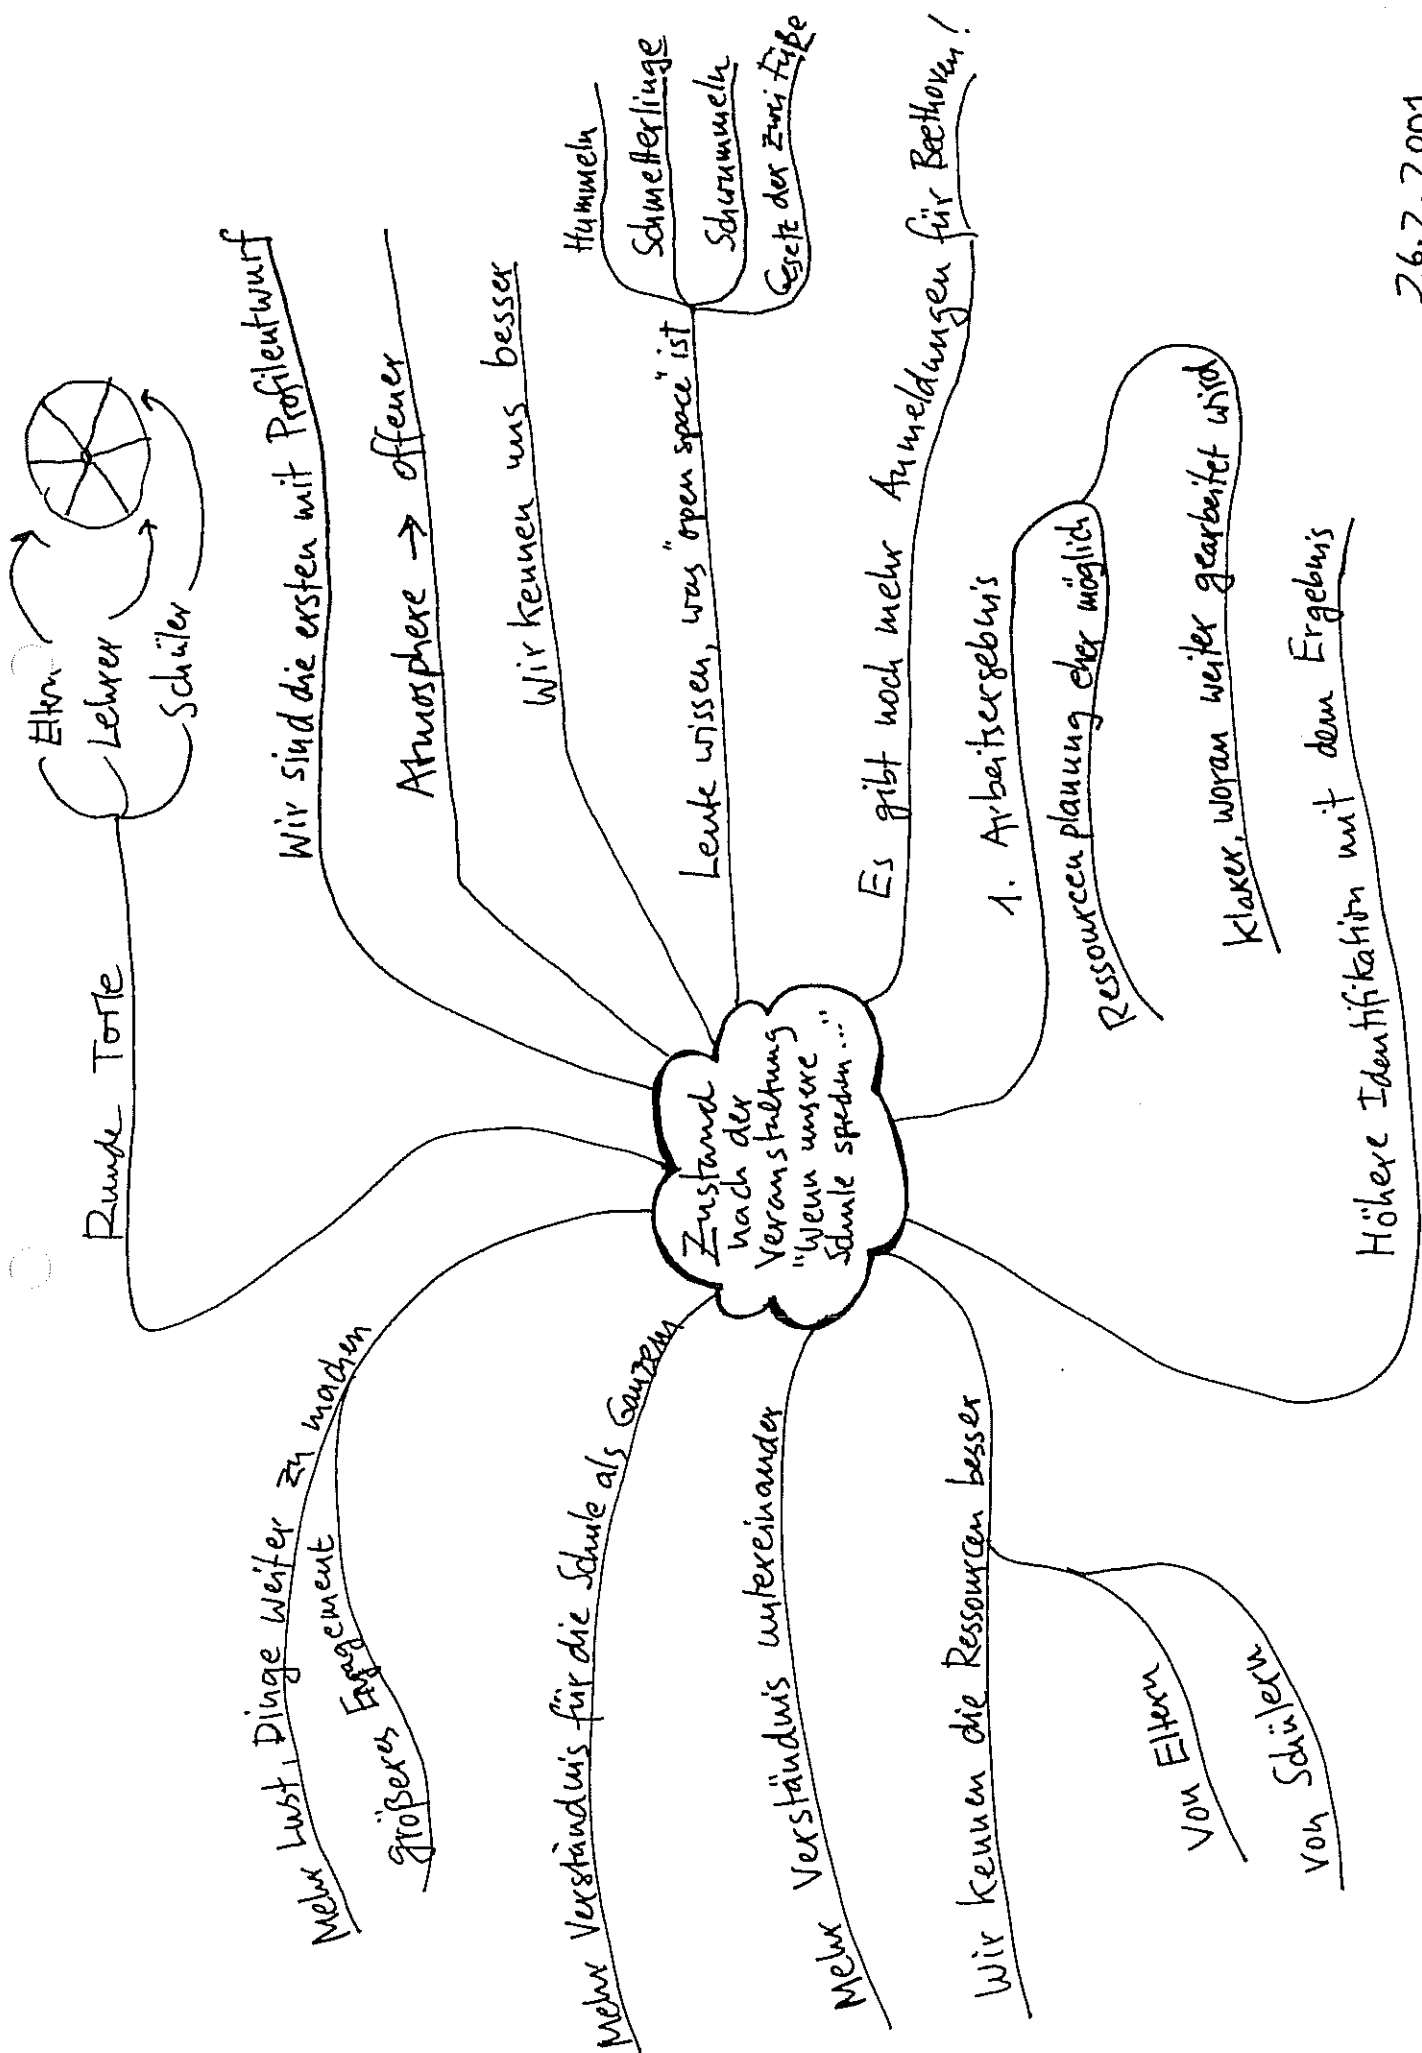 Zustand
nach der
Veranstaltung
"Wenn unsere
Schule sprechen..."
Runde Torte
Eltern
Lehrer
Schüler
Wir sind die ersten mit Profilentwurf
Atmosphere → offener
Wir kennen uns besser
Leute wissen, was "open space" ist
Hummeln
Schmetterlinge
Schwummeln
Gesetz der zwei Füße
Es gibt noch mehr Anmeldungen für Beethoven!
1. Arbeitsergebnis
Ressourcenplanung eher möglich
Klarer, woran weiter gearbeitet wird
Höhere Identifikation mit dem Ergebnis
Wir kennen die Ressourcen besser
von Eltern
von Schülern
Mehr Verständnis untereinander
Mehr Verständnis für die Schule als Ganzem
Mehr Lust, Dinge weiter zu machen
größeres Engagement